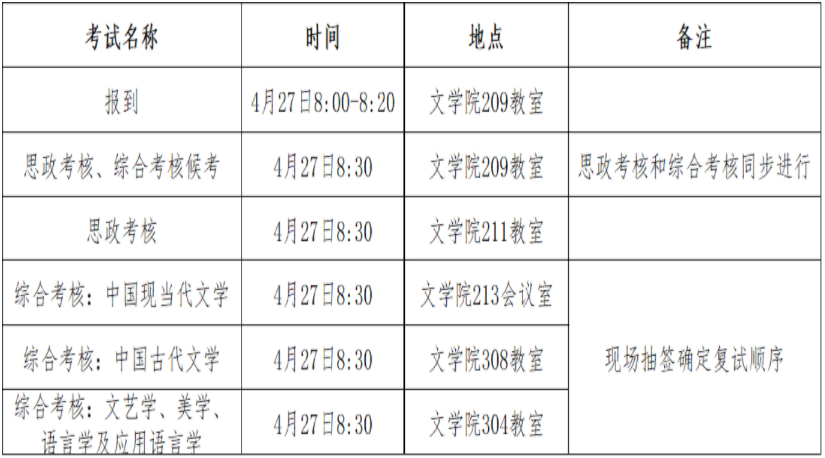 考试名称 时间 地点 备注
报到 4月27日8:00-8:20 文学院209教室
思政考核、综合考核候考 4月27日8:30 文学院209教室 思政考核和综合考核同步进行
思政考核 4月27日8:30 文学院211教室
综合考核：中国现当代文学 4月27日8:30 文学院213会议室
综合考核：中国古代文学 4月27日8:30 文学院308教室 现场抽签确定复试顺序
综合考核：文艺学、美学、
语言学及应用语言学 4月27日8:30 文学院304教室